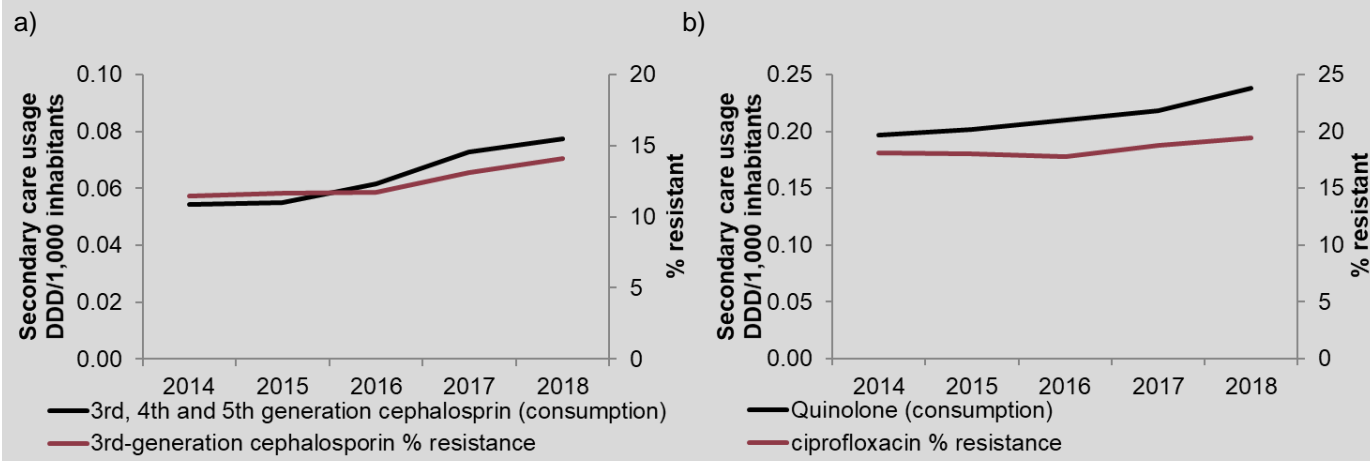 a)
Secondary care usage
DDD/1,000 inhabitants
0.10
0.08
0.06
0.04
0.02
0.00
20
15
10
5
0
% resistant
2014 2015 2016 2017 2018
3rd, 4th and 5th generation cephalosprin (consumption)
3rd-generation cephalosporin % resistance
b)
Secondary care usage
DDD/1,000 inhabitants
0.25
0.20
0.15
0.10
0.05
0.00
25
20
15
10
5
0
% resistant
2014 2015 2016 2017 2018
Quinolone (consumption)
ciprofloxacin % resistance